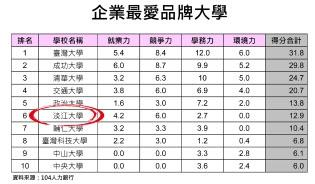 企業最愛品牌大學
排名 學校名稱 就業力 競爭力 學務力 環境力 得分合計
1 臺灣大學 5.4 8.4 12.0 6.0 31.8
2 成功大學 6.0 8.7 9.9 5.2 29.8
3 清華大學 3.2 6.3 10 5.0 24.7
4 交通大學 3.8 6.0 6.9 4.0 20.7
5 政治大學 1.6 3.0 7.2 2.0 13.8
6 淡江大學 4.2 6.0 2.7 0.0 12.9
7 輔仁大學 3.2 3.3 3.9 0.0 10.4
8 臺灣科技大學 2.2 3.0 1.2 0.4 6.8
9 中山大學 0.0 0.0 3.3 2.8 6.1
10 中央大學 0.0 0.0 3.6 2.4 6.0
資料來源：104人力銀行